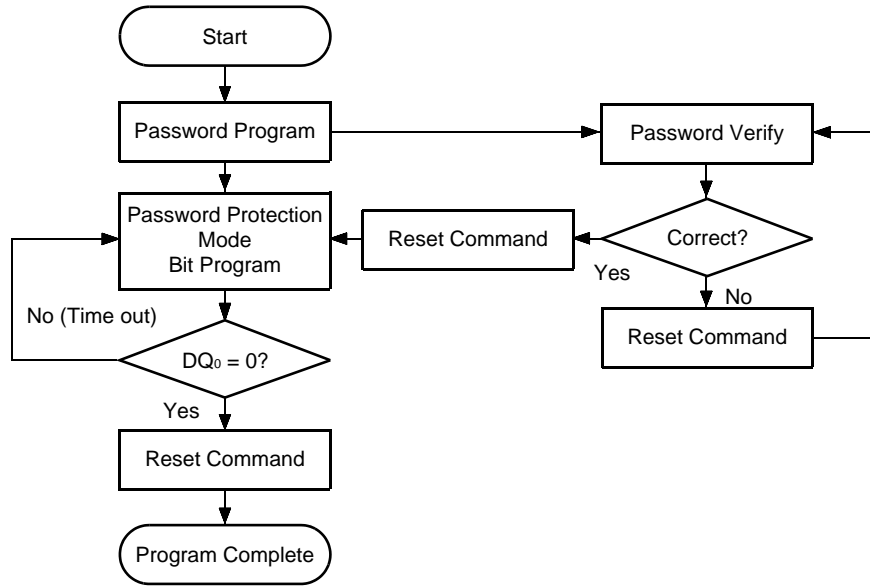 Start
Password Program
Password Verify
Password Protection
Mode
Bit Program
Reset Command
Correct?
Yes
No
No (Time out)
Reset Command
DQ₀ = 0?
Yes
Reset Command
Program Complete